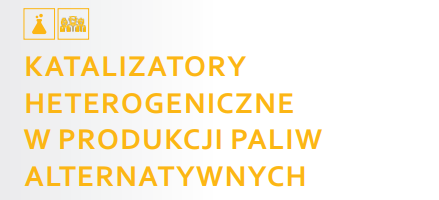 KATALIZATORY
HETEROGENICZNE
W PRODUKCJI PALIW
ALTERNATYWNYCH